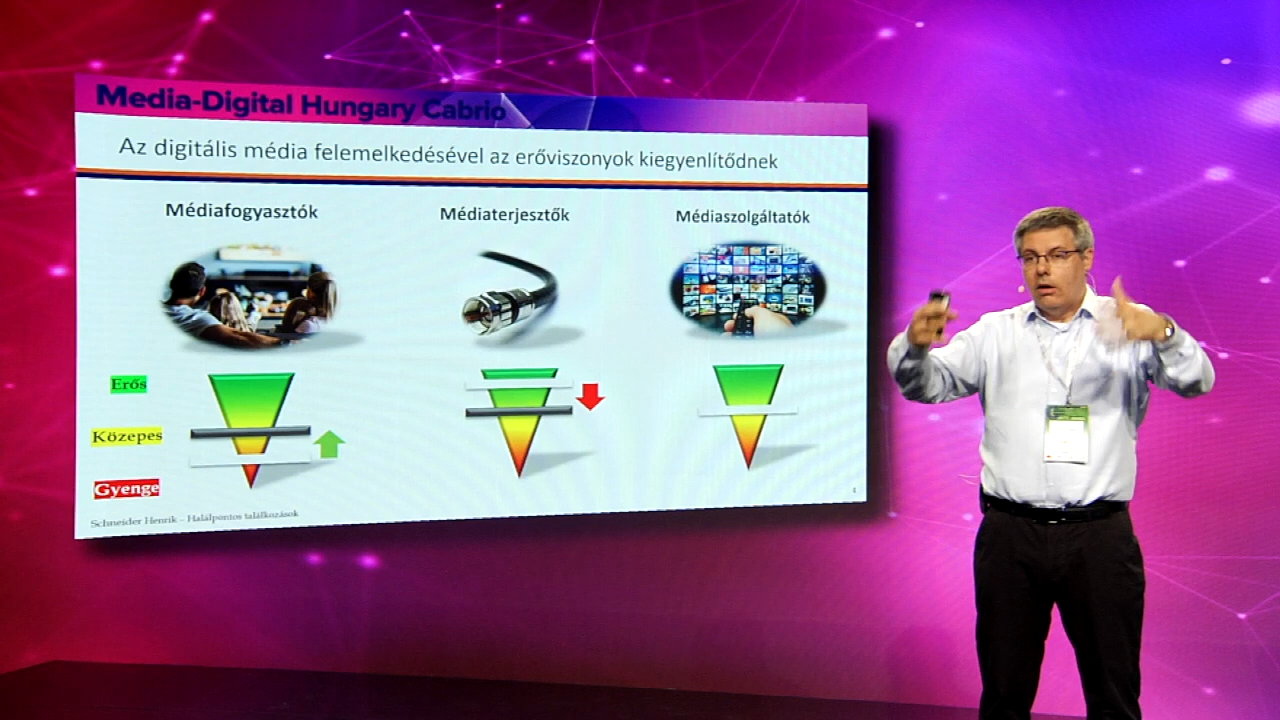 Media-Digital Hungary Cabrio
Az digitális média felemelkedésével az erőviszonyok kiegyenlítődnek
Médiafogyasztók
Médiaterjesztők
Médiaszolgáltatók
Erős
Közepes
Gyenge
Schneider Henrik – Halálpontos találkozások
4